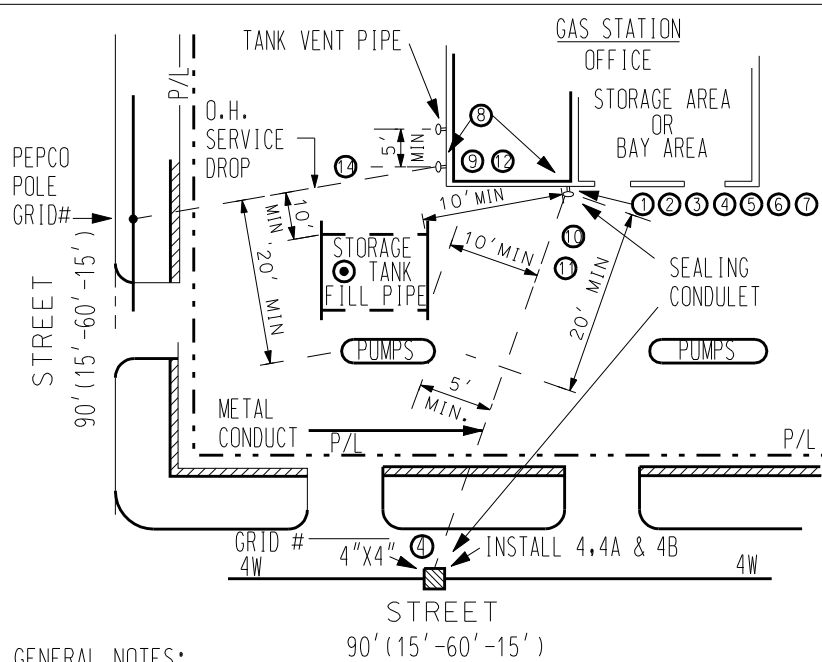 GAS STATION
OFFICE
TANK VENT PIPE
STORAGE AREA
OR
BAY AREA
P/L
O.H.
SERVICE
DROP
5'
MIN
8
9
12
14
PEPCO
POLE
GRID#
10'
MIN
10'MIN
1 2 3 4 5 6 7
STORAGE
TANK
FILL PIPE
20' MIN
10'MIN
10
11
20' MIN
SEALING
CONDULET
STREET
90'(15'-60'-15')
PUMPS
PUMPS
5'
MIN.
METAL
CONDUCT
P/L
P/L
GRID #
4"X4"
4
INSTALL 4,4A & 4B
4W
4W
STREET
90'(15'-60'-15')
GENERAL NOTES: